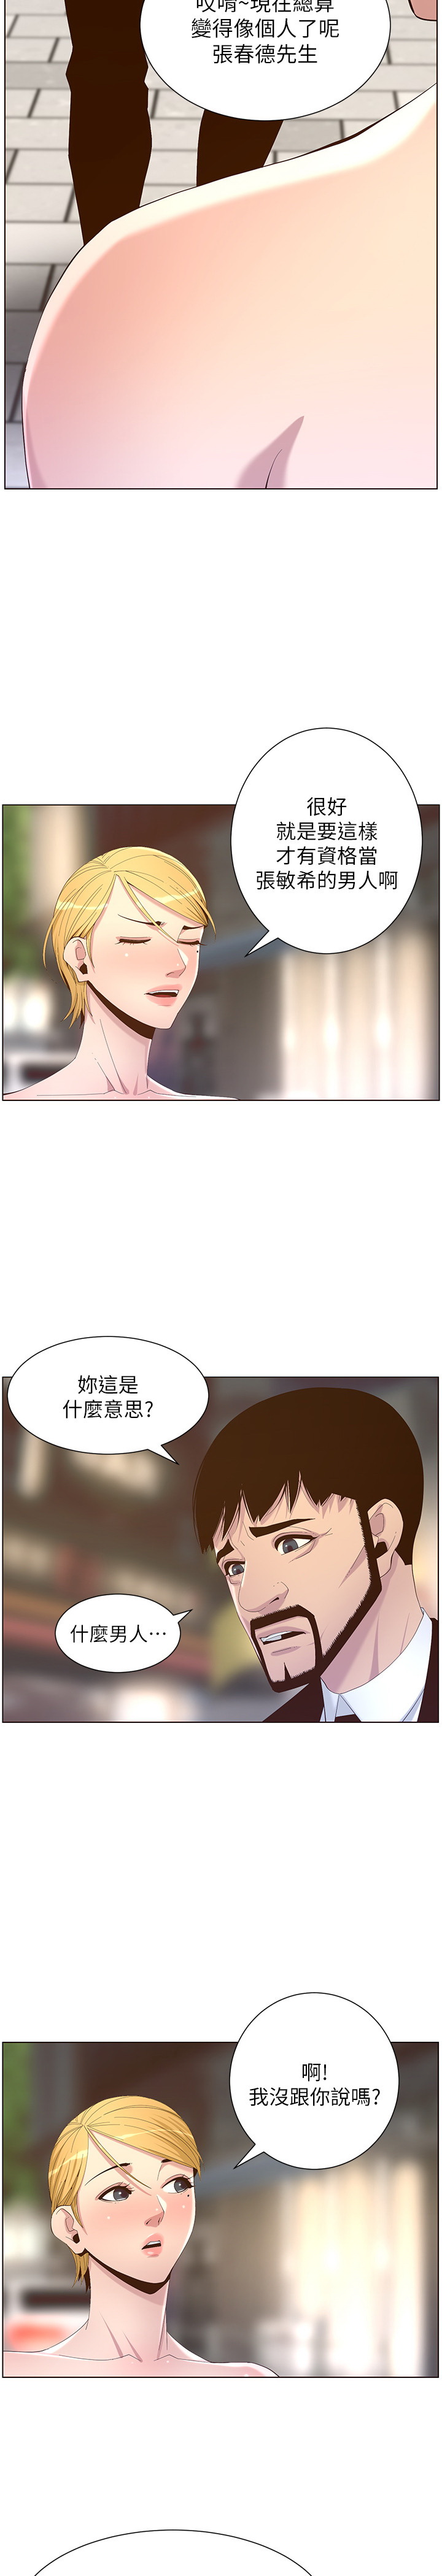 哎唷~現在總算
變得像個人了呢
張春德先生
很好
就是要這樣
才有資格當
張敏希的男人啊
妳這是
什麼意思?
什麼男人⋯
啊!
我沒跟你說嗎?